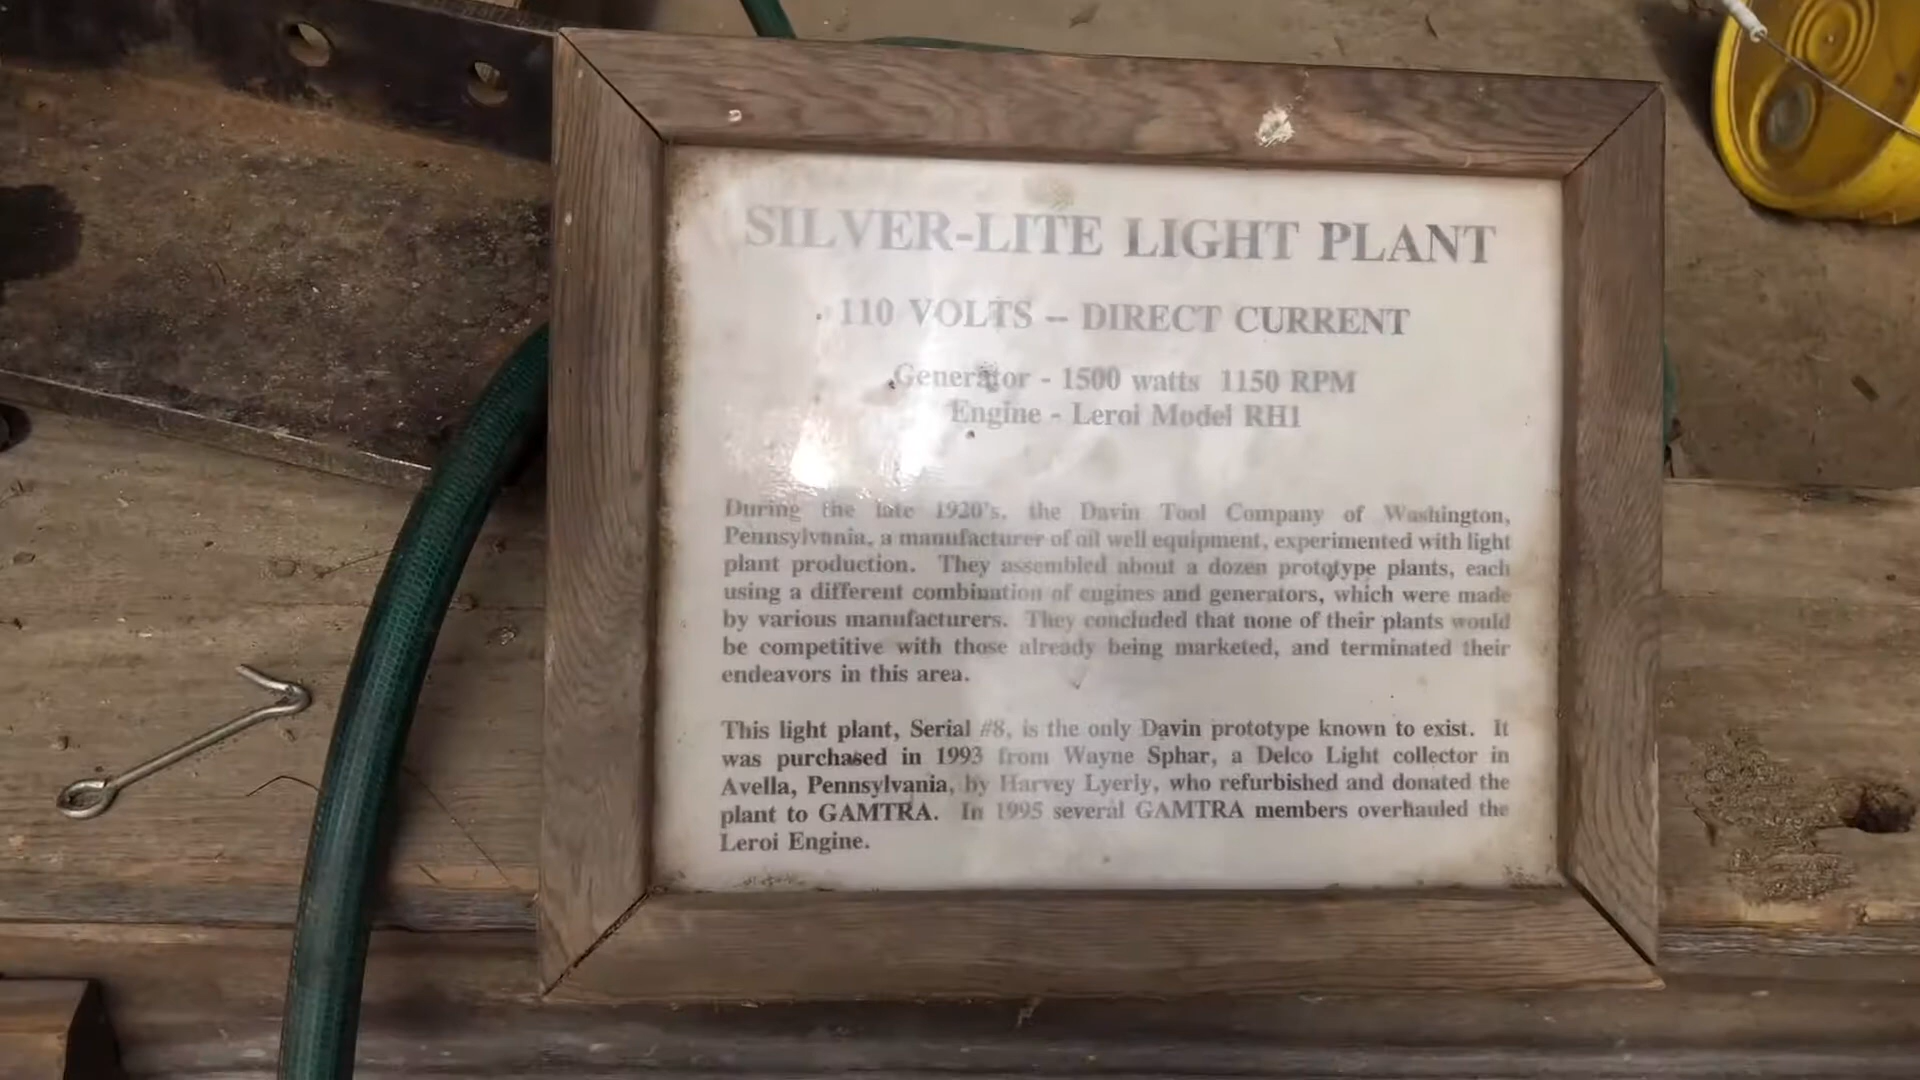 SILVER-LITE LIGHT PLANT
110 VOLTS -- DIRECT CURRENT
Generator - 1500 watts 1150 RPM
Engine - Leroi Model RH1
During the late 1920's, the Davin Tool Company of Washington,
Pennsylvania, a manufacturer of oil well equipment, experimented with light
plant production. They assembled about a dozen prototype plants, each
using a different combination of engines and generators, which were made
by various manufacturers. They concluded that none of their plants would
be competitive with those already being marketed, and terminated their
endeavors in this area.
This light plant, Serial #8, is the only Davin prototype known to exist. It
was purchased in 1993 from Wayne Sphar, a Delco Light collector in
Avella, Pennsylvania, by Harvey Lyerly, who refurbished and donated the
plant to GAMTRA. In 1995 several GAMTRA members overhauled the
Leroi Engine.